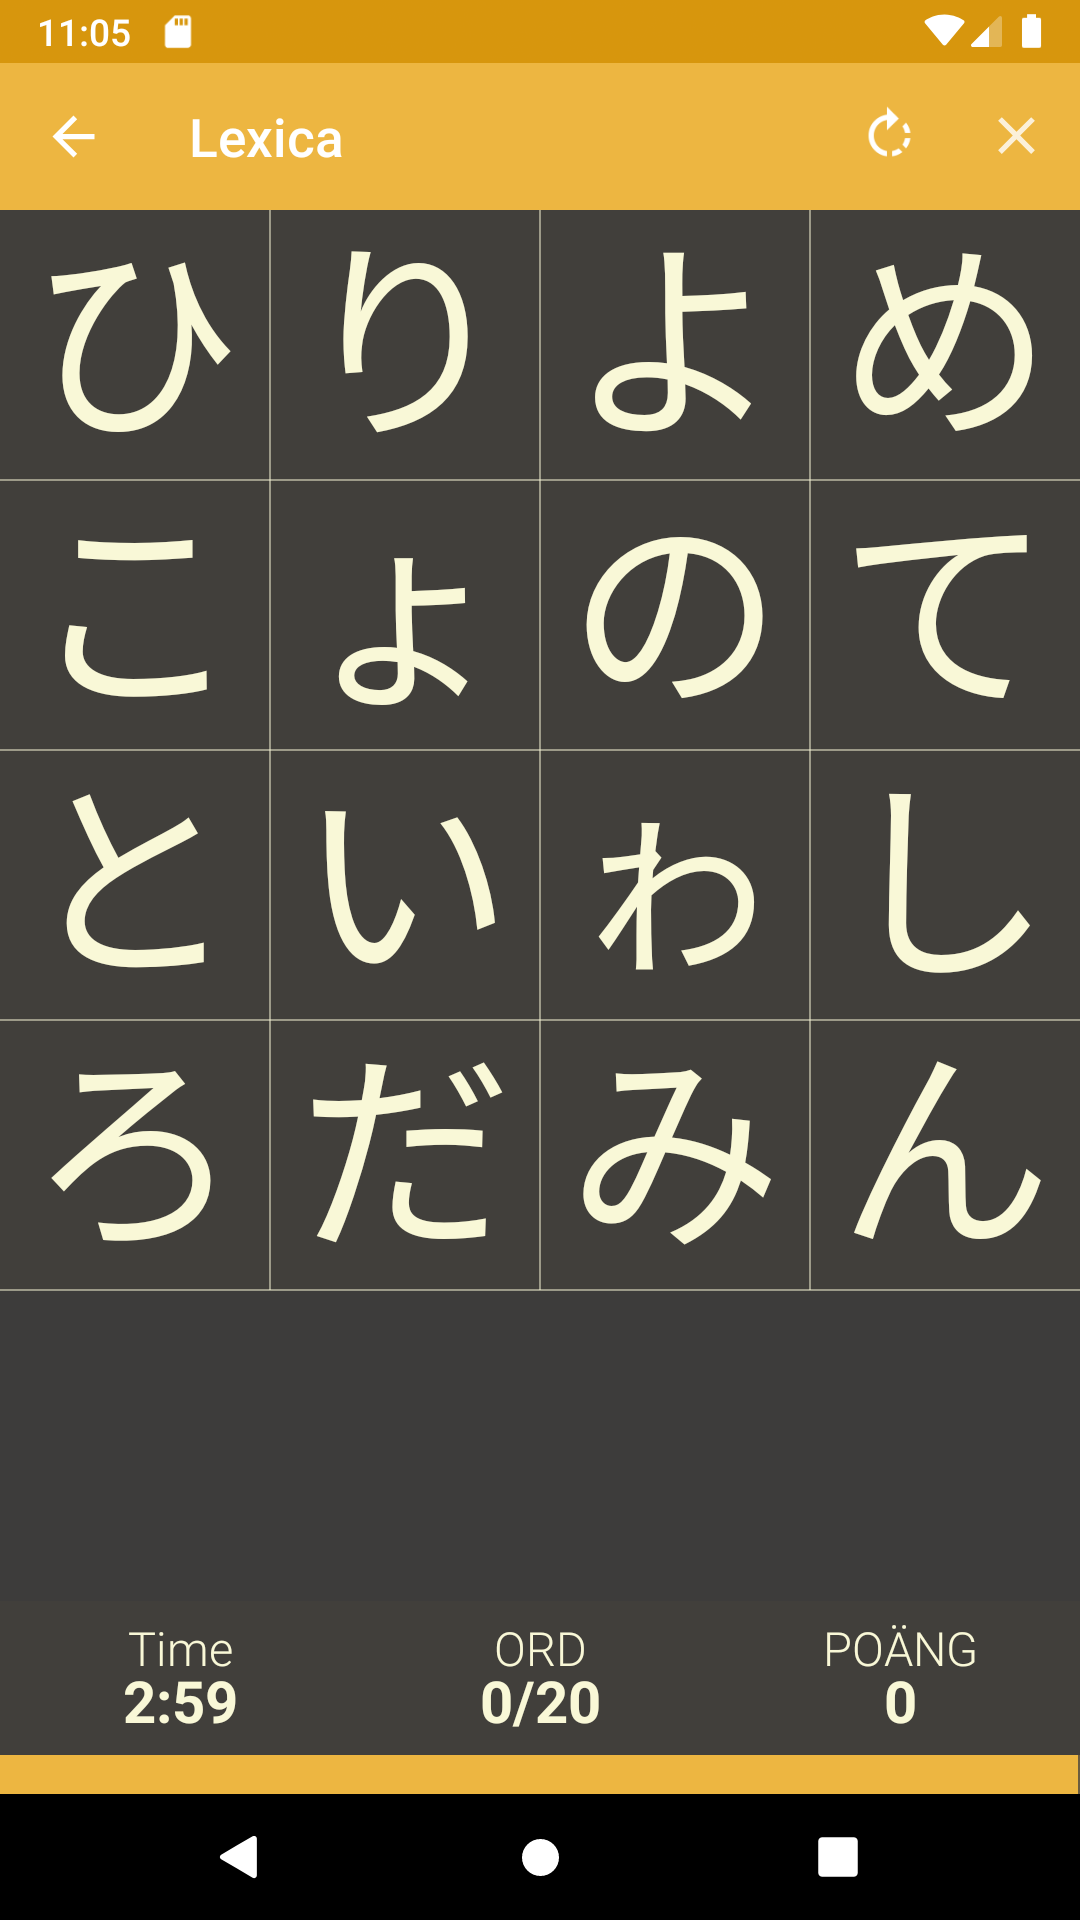 11:05
Lexica
ひ り よ め
こ ょ の て
と い ゎ し
ろ だ み ん
Time ORD POÄNG
2:59 0/20 0